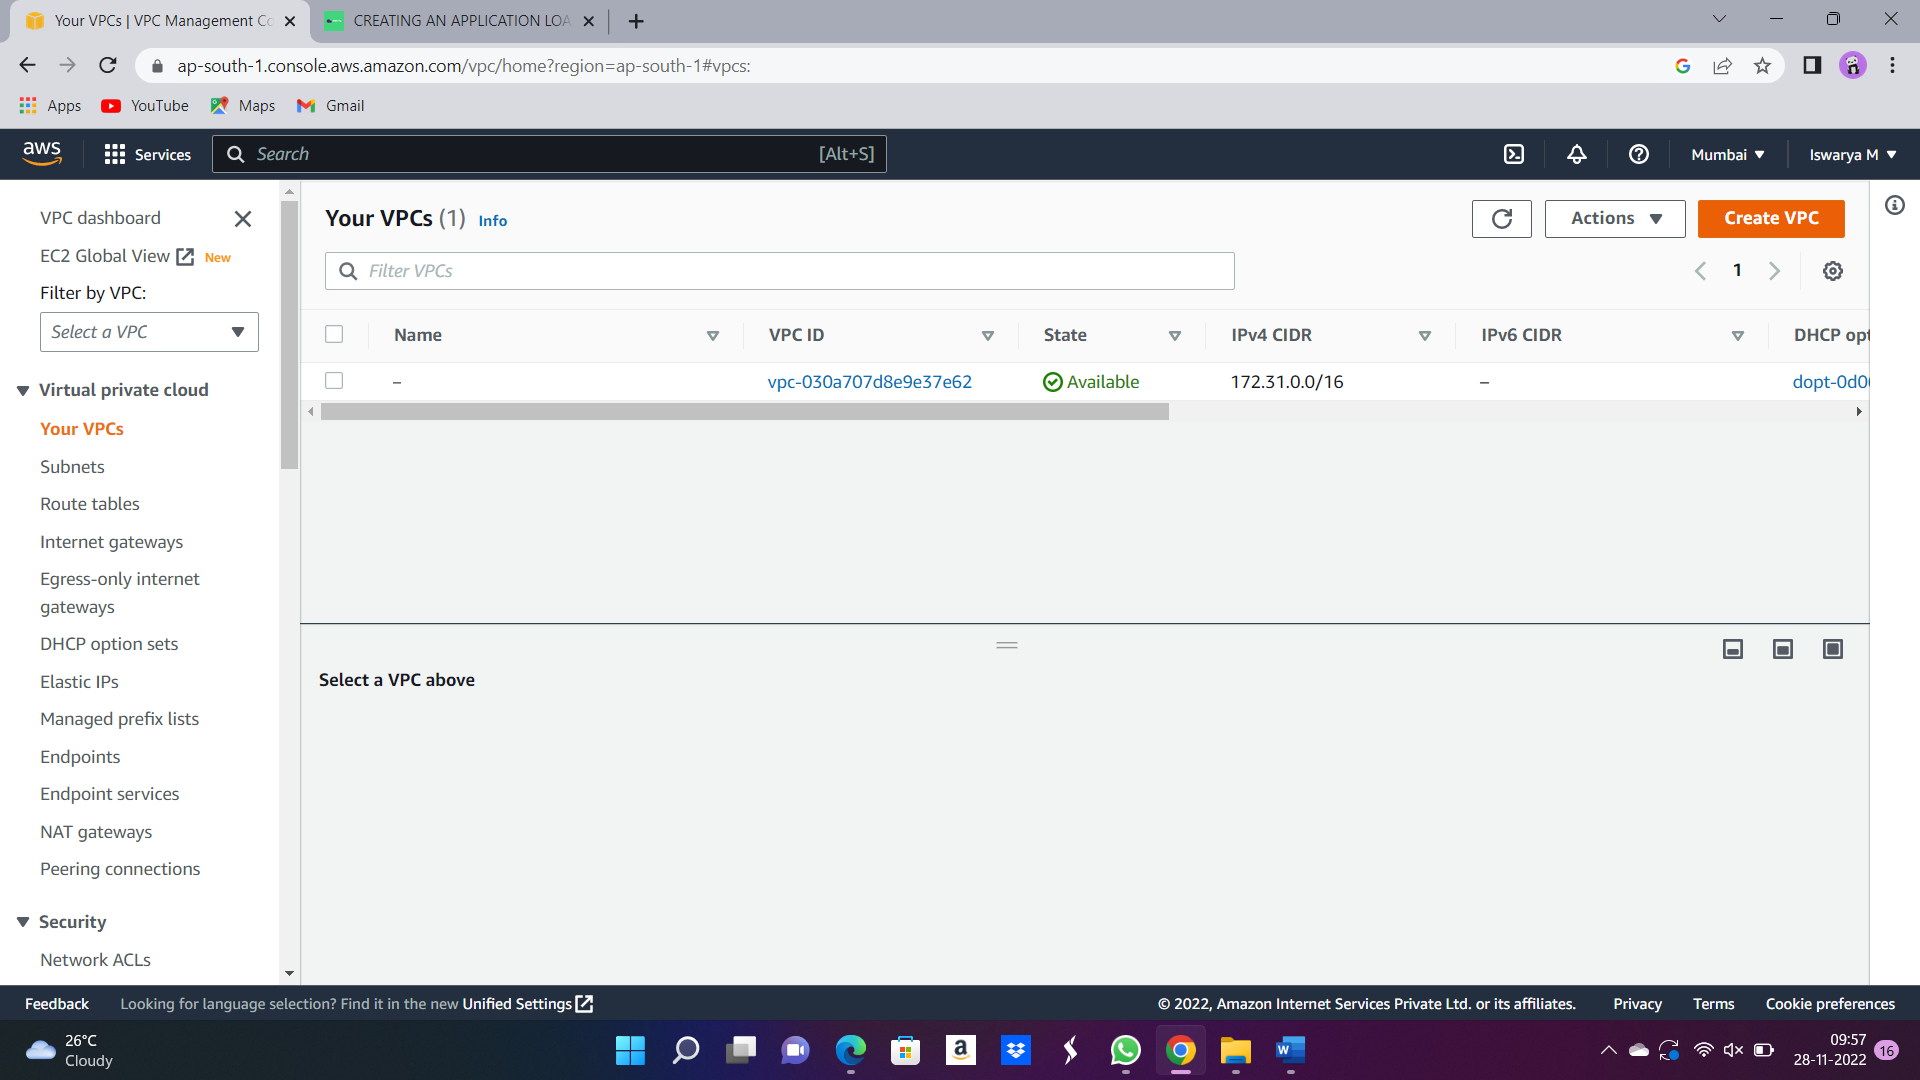 Your VPCs | VPC Management Co
CREATING AN APPLICATION LOA
ap-south-1.console.aws.amazon.com/vpc/home?region=ap-south-1#vpcs:
Apps YouTube Maps Gmail
aws Services Search [Alt+S] Mumbai Iswarya M
VPC dashboard
EC2 Global View New
Filter by VPC:
Select a VPC
Virtual private cloud
Your VPCs
Subnets
Route tables
Internet gateways
Egress-only internet
gateways
DHCP option sets
Elastic IPs
Managed prefix lists
Endpoints
Endpoint services
NAT gateways
Peering connections
Security
Network ACLs
Your VPCs (1) Info
Actions Create VPC
Filter VPCs
1
Name VPC ID State IPv4 CIDR IPv6 CIDR DHCP opt
– vpc-030a707d8e9e37e62 Available 172.31.0.0/16 – dopt-0d0
Select a VPC above
Feedback Looking for language selection? Find it in the new Unified Settings © 2022, Amazon Internet Services Private Ltd. or its affiliates. Privacy Terms Cookie preferences
26°C
Cloudy
09:57
28-11-2022 16